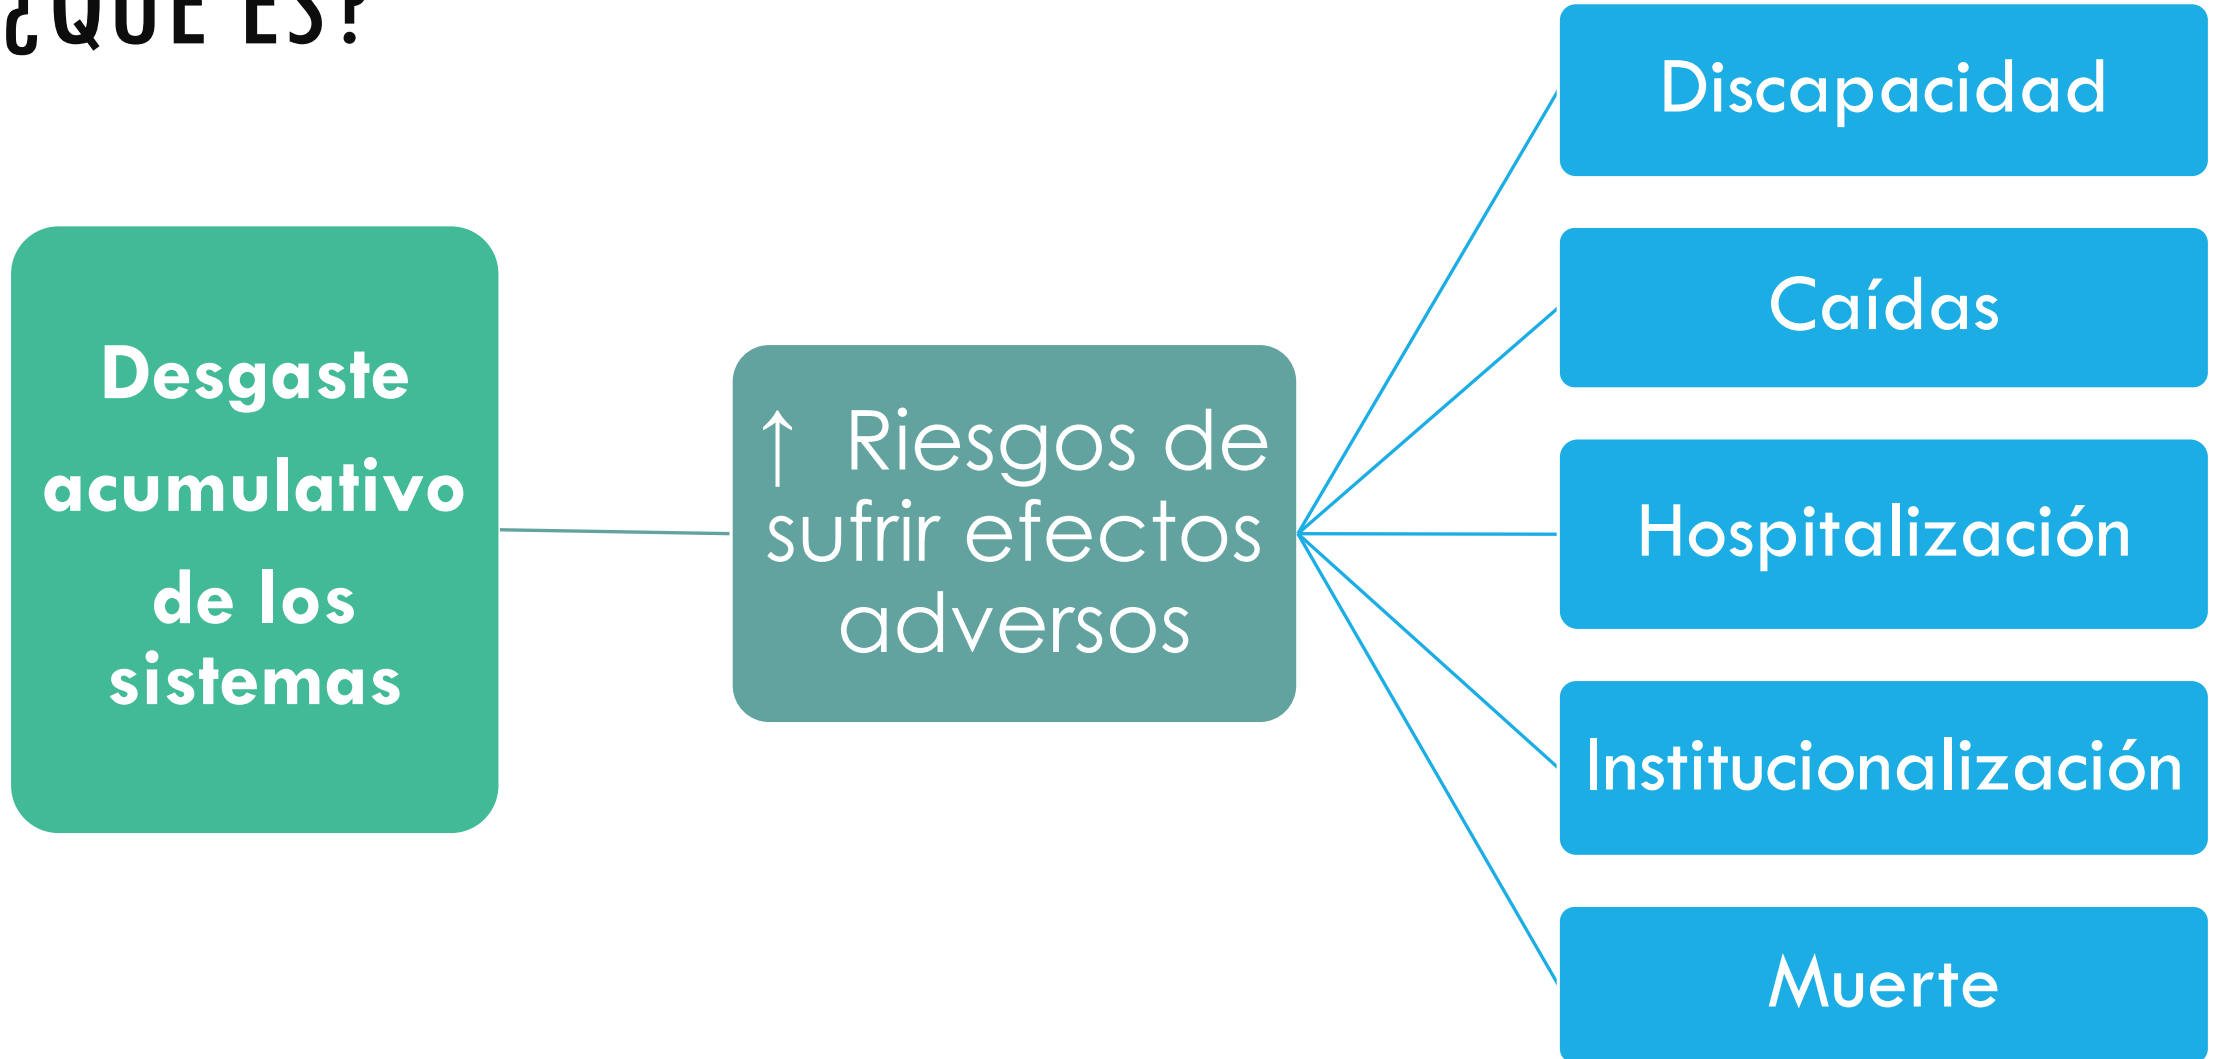 ¿QUÉ ES?
Desgaste
acumulativo
de los
sistemas
↑ Riesgos de
sufrir efectos
adversos
Discapacidad
Caídas
Hospitalización
Institucionalización
Muerte